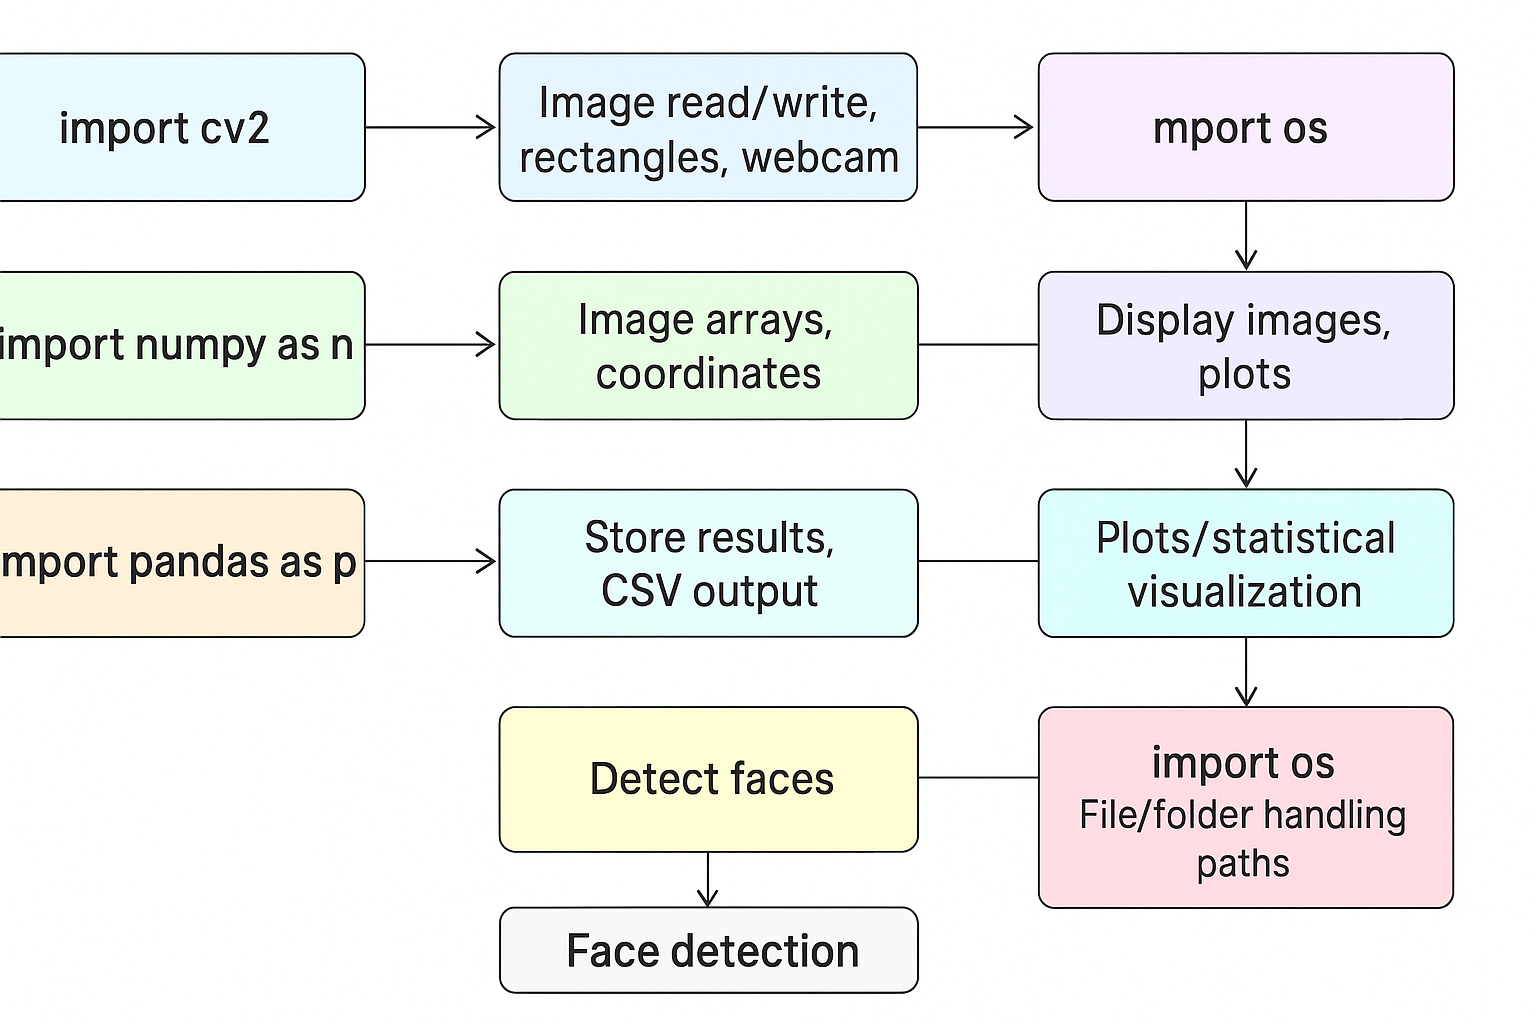 import cv2
Image read/write,
rectangles, webcam
mport os
import numpy as n
Image arrays,
coordinates
Display images,
plots
mport pandas as p
Store results,
CSV output
Plots/statistical
visualization
Detect faces
import os
File/folder handling
paths
Face detection